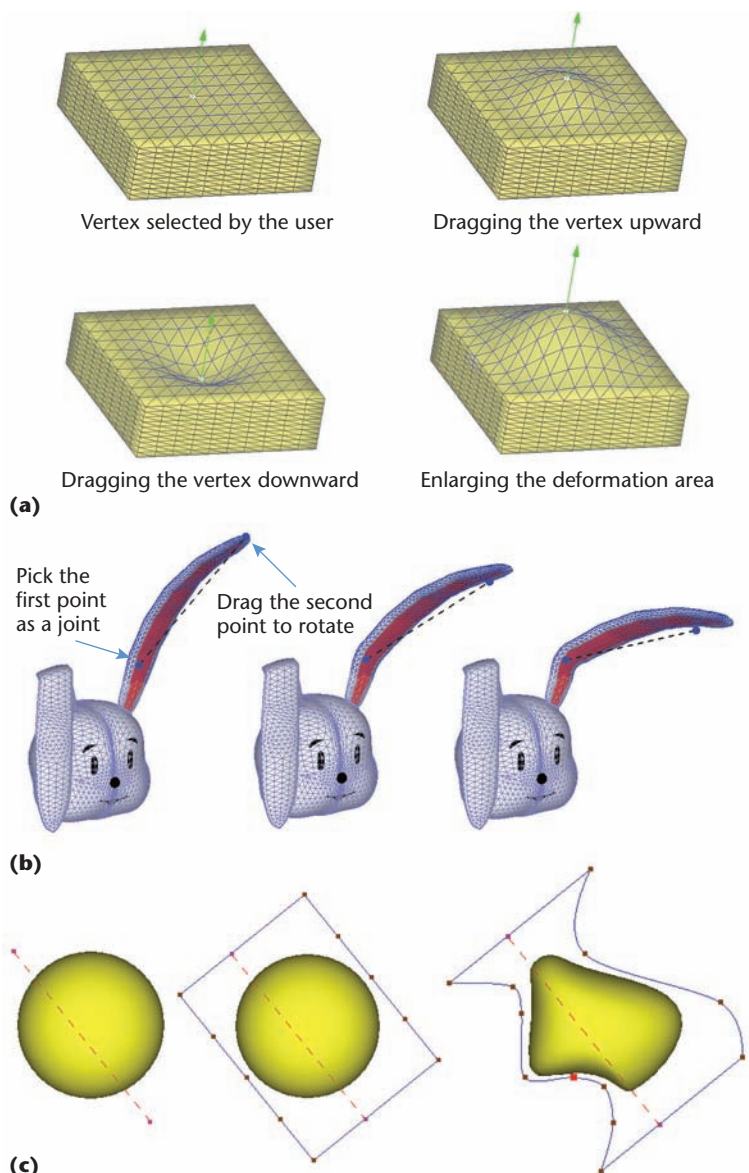 Vertex selected by the user
Dragging the vertex upward
Dragging the vertex downward
Enlarging the deformation area
(a)
Pick the
first point
as a joint
Drag the second
point to rotate
(b)
(c)